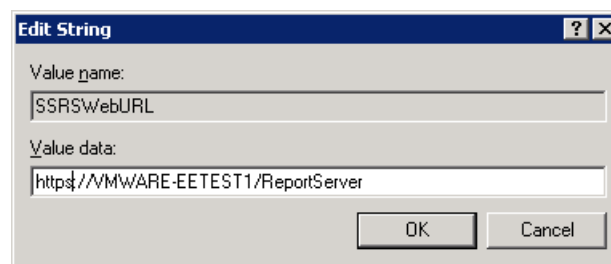 Edit String
Value name:
SSRSWebURL
Value data:
https://VMWARE-EETEST1/ReportServer
OK Cancel